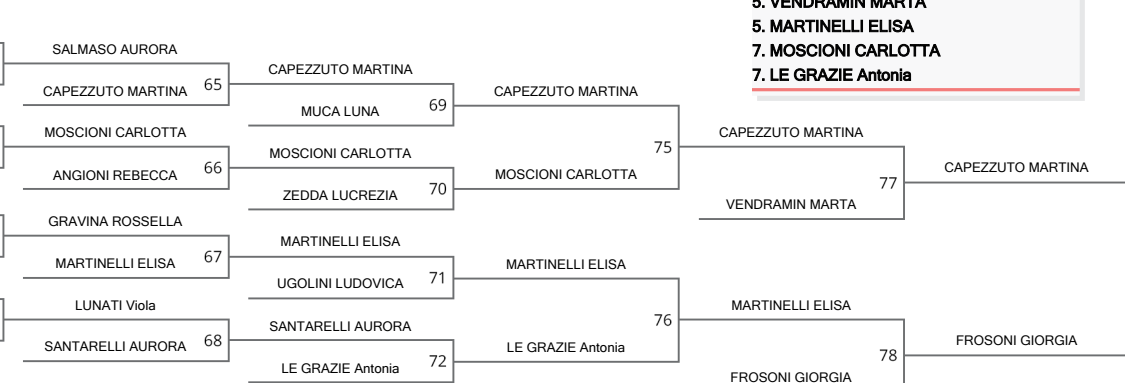 5. VENDRAMIN MARTA
5. MARTINELLI ELISA
7. MOSCIONI CARLOTTA
7. LE GRAZIE Antonia
SALMASO AURORA
CAPEZZUTO MARTINA
65
MOSCIONI CARLOTTA
ANGIONI REBECCA
66
GRAVINA ROSSELLA
MARTINELLI ELISA
67
LUNATI Viola
SANTARELLI AURORA
68
CAPEZZUTO MARTINA
MUCA LUNA
69
MOSCIONI CARLOTTA
ZEDDA LUCREZIA
70
MARTINELLI ELISA
UGOLINI LUDOVICA
71
SANTARELLI AURORA
LE GRAZIE Antonia
72
CAPEZZUTO MARTINA
MOSCIONI CARLOTTA
75
MARTINELLI ELISA
LE GRAZIE Antonia
76
CAPEZZUTO MARTINA
VENDRAMIN MARTA
77
MARTINELLI ELISA
FROSONI GIORGIA
78
CAPEZZUTO MARTINA
FROSONI GIORGIA